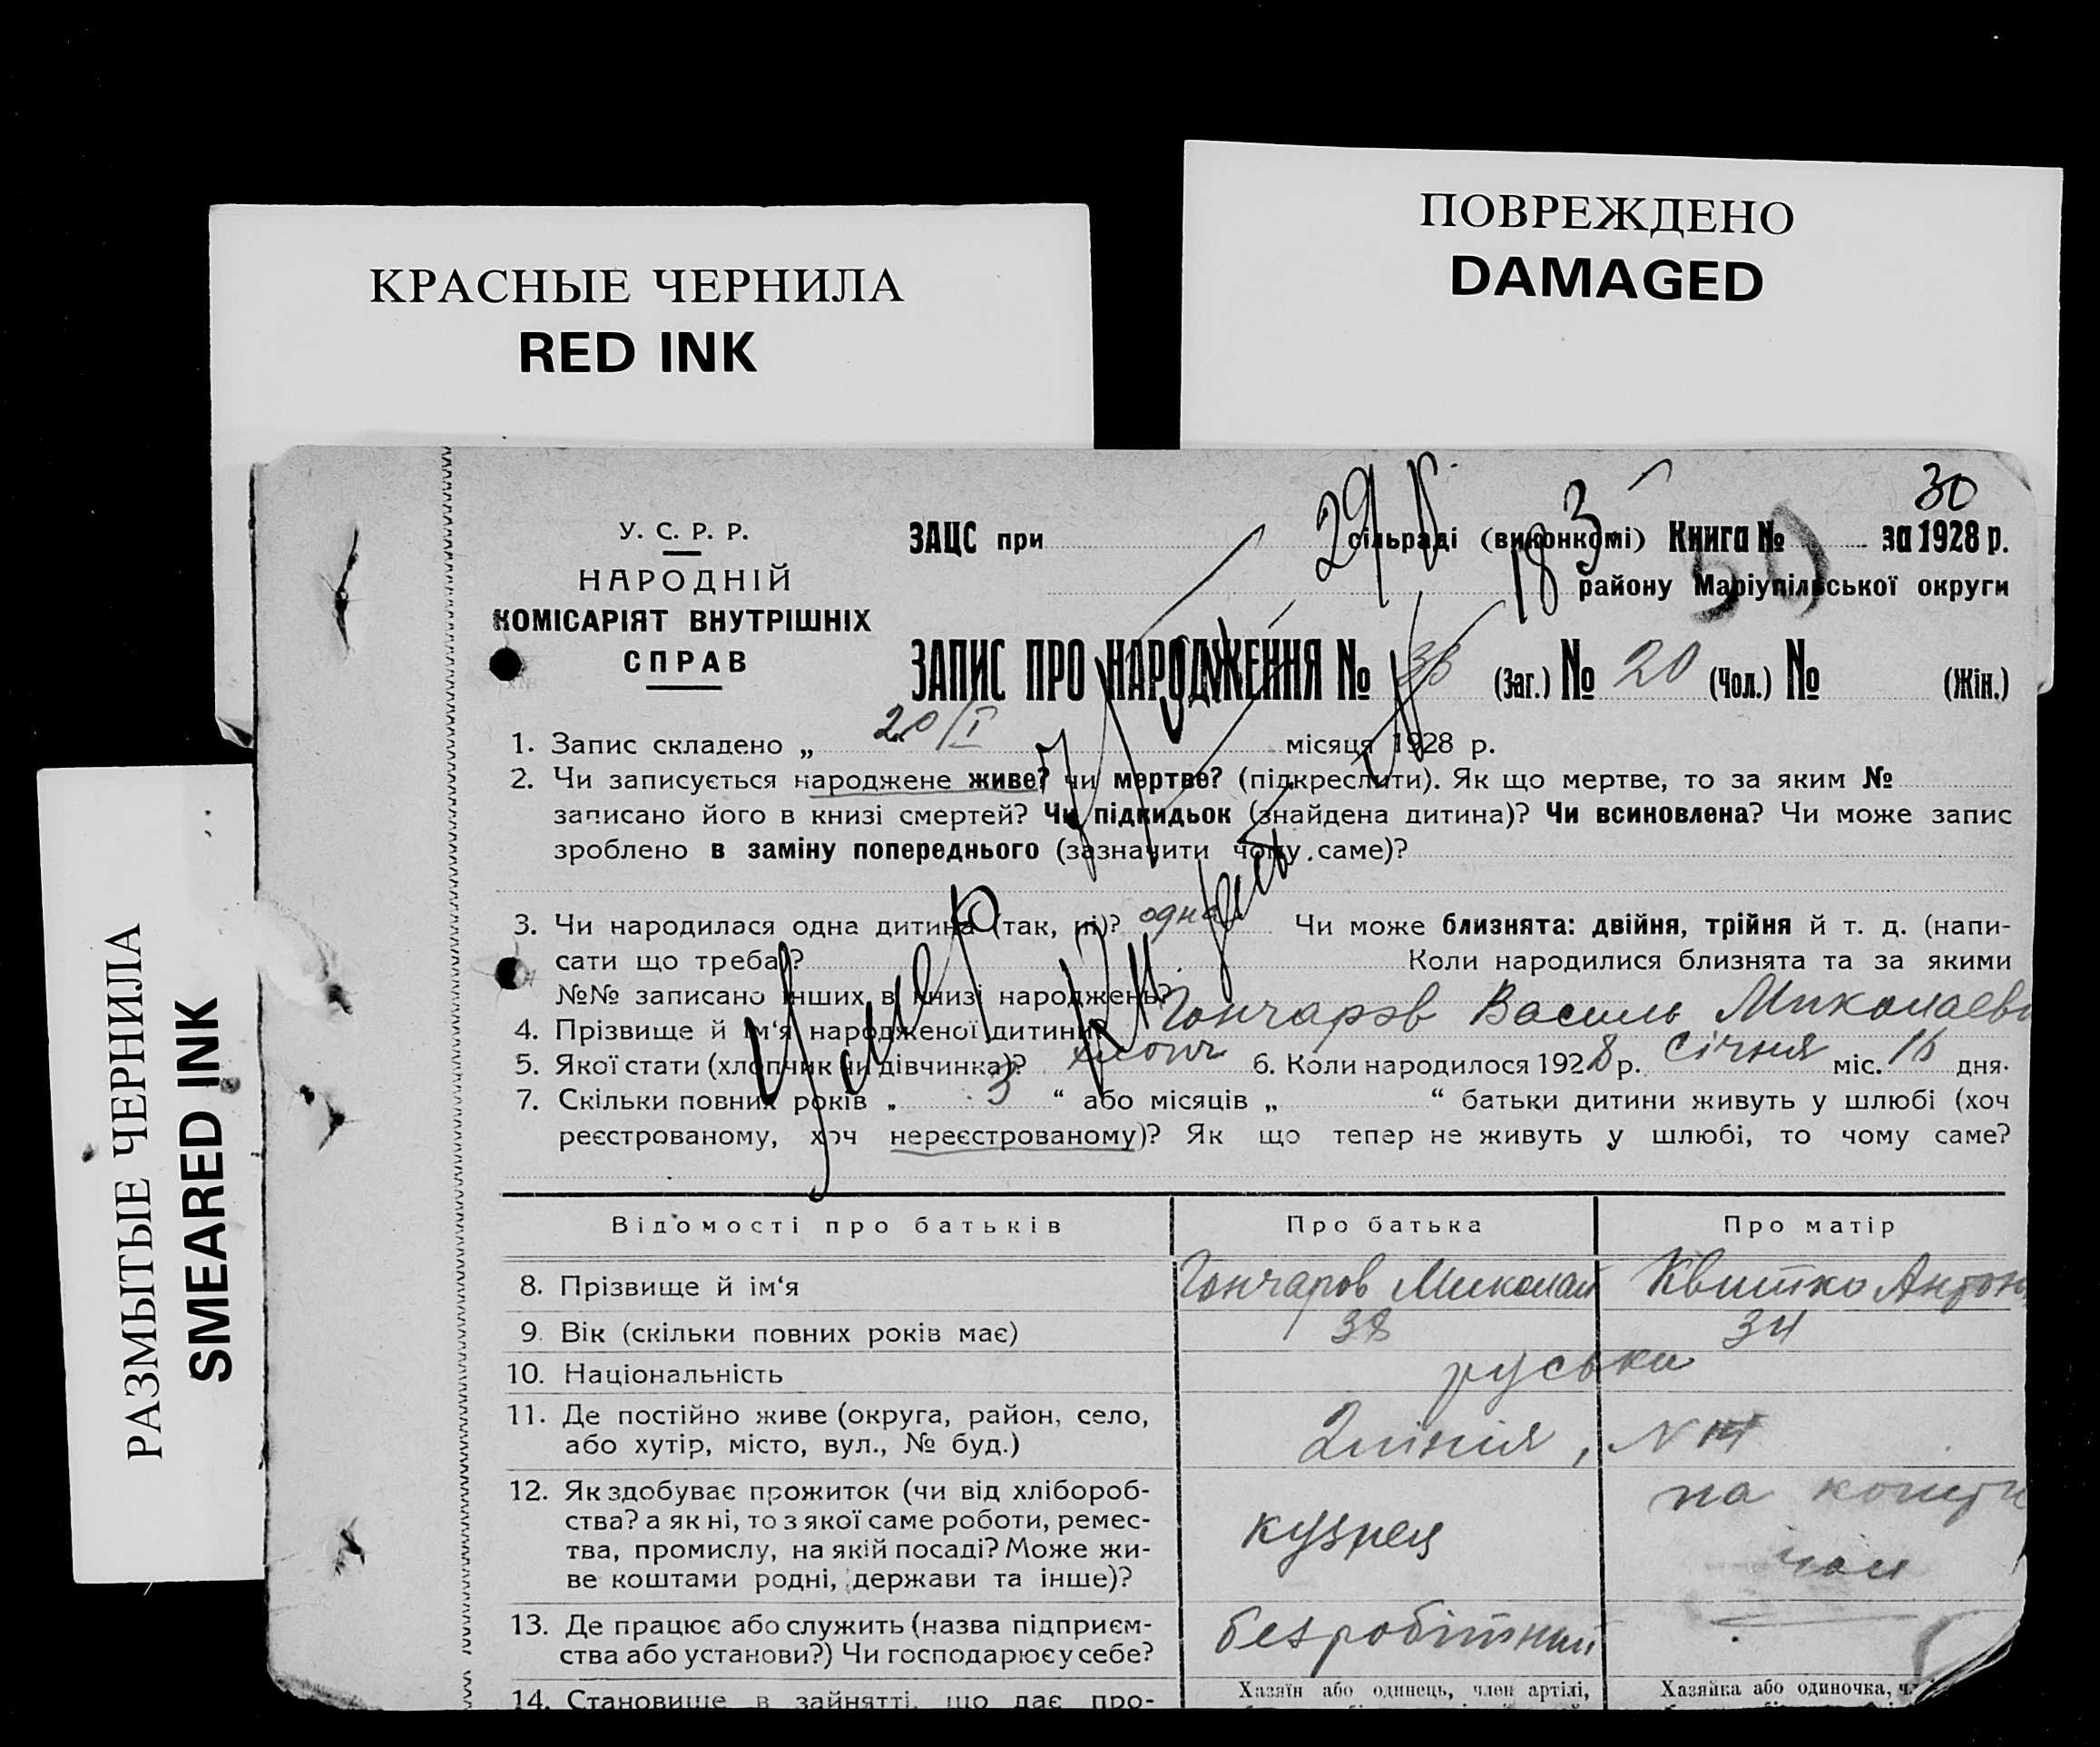 КРАСНЫЕ ЧЕРНИЛА
RED INK
ПОВРЕЖДЕНО
DAMAGED
РАЗМЫТЫЕ ЧЕРНИЛА
SMEARED INK
30
У. С. Р. Р.
НАРОДНІЙ
КОМІСАРІЯТ ВНУТРІШНІХ
СПРАВ
ЗАЦС при сільраді (виконкомі) Книга № за 1928 р.
району Маріупільської округи
50
ЗАПИС ПРО НАРОДЖЕННЯ № (Заг.) № 20 (Чол.) № (Жін.)
1. Запис складено „ 20/I місяця 1928 р.
2. Чи записується народжене живе? чи мертве? (підкреслити). Як що мертве, то за яким №
записано його в книзі смертей? Чи підкидьок (знайдена дитина)? Чи всиновлена? Чи може запис
зроблено в заміну попереднього (зазначити чому саме)?
3. Чи народилася одна дитина (так, ні)? одна Чи може близнята: двійня, трійня й т. д. (напи-
сати що треба)? Коли народилися близнята та за якими
№№ записано інших в книзі народжень?
4. Прізвище й ім‘я народженої дитини? Гончаров Василь Миколаеви
5. Якої стати (хлопчик чи дівчинка)? хлопч 6. Коли народилося 1928 р. Січня міс. 16 дня.
7. Скільки повних років „ 3 “ або місяців „ “ батьки дитини живуть у шлюбі (хоч
реєстрованому, хоч нереєстрованому)? Як що тепер не живуть у шлюбі, то чому саме?
Відомості про батьків Про батька Про матір
8. Прізвище й ім‘я Гончаров Миколай Квитко Антон
9. Вік (скільки повних років має) 38 34
10. Національність руськи
11. Де постійно живе (округа, район, село,
або хутір, місто, вул., № буд.) 2 лінія, N
12. Як здобуває прожиток (чи від хлібороб-
ства? а як ні, то з якої саме роботи, ремес-
тва, промислу, на якій посаді? Може жи-
ве коштами родні, держави та інше)? кузнец на кошти чол
13. Де працює або служить (назва підприєм-
ства або установи?) Чи господарює у себе? безробітний
14. Становище в зайнятті, що дає про-
Хазяїн або одинець, член артілі,
Хазяйка або одиночка,